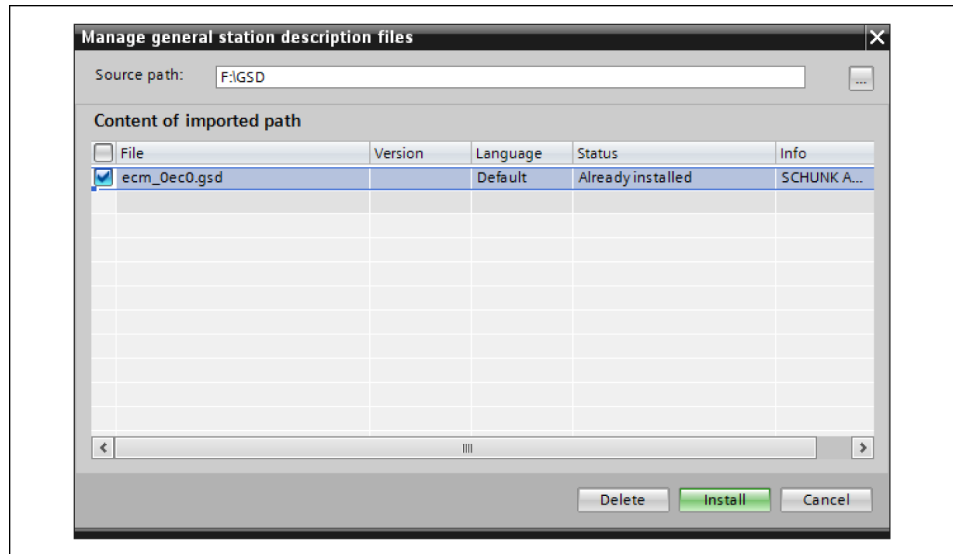 Manage general station description files
Source path: F:\GSD ...
Content of imported path
File Version Language Status Info
ecm_0ec0.gsd Default Already installed SCHUNK A...
Delete Install Cancel